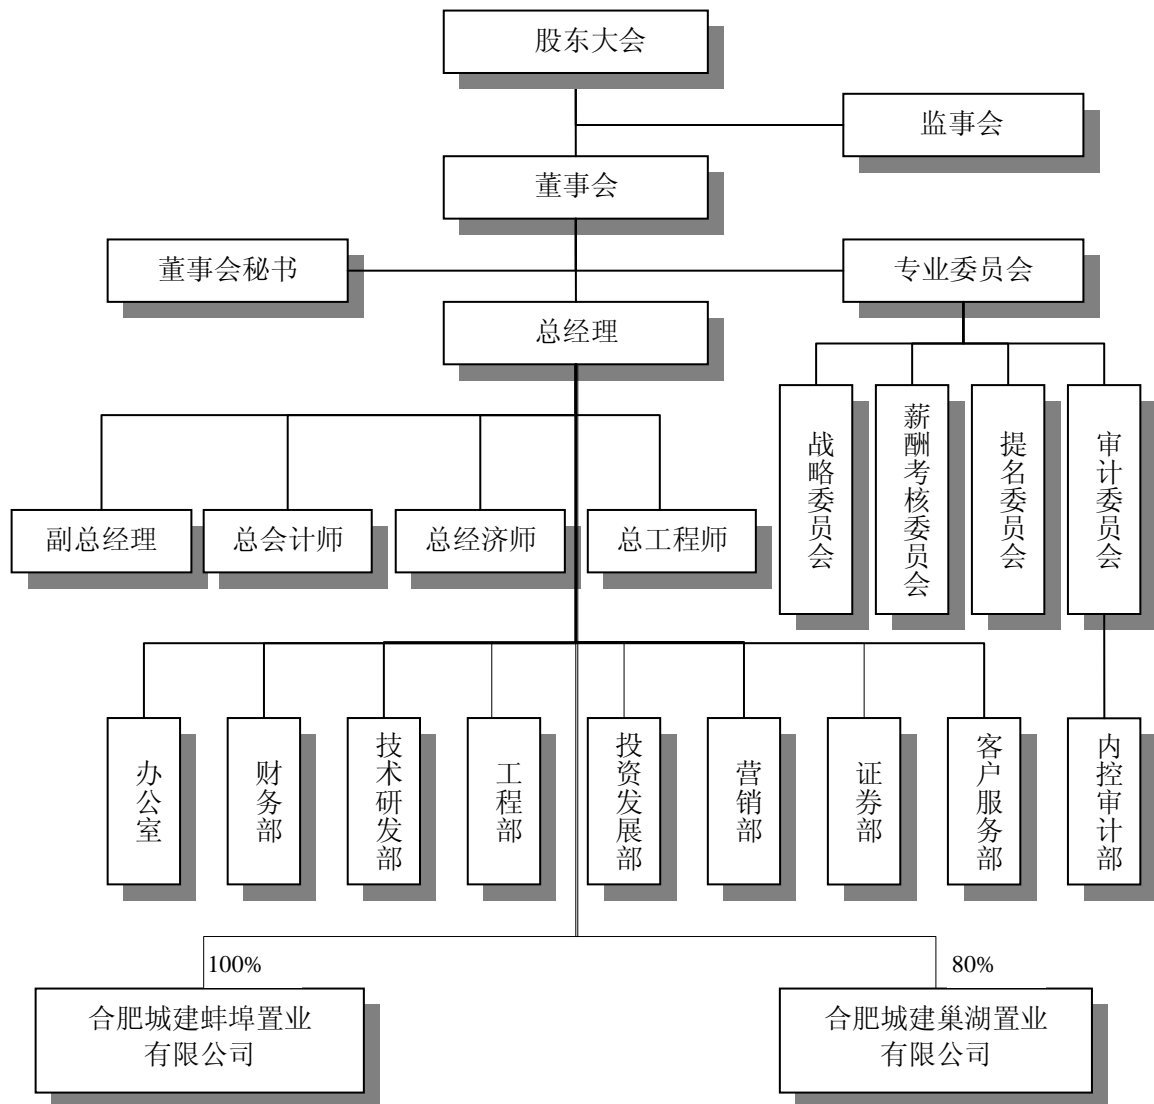 股东大会
监事会
董事会
董事会秘书
专业委员会
总经理
战略委员会
薪酬考核委员会
提名委员会
审计委员会
副总经理
总会计师
总经济师
总工程师
办公室
财务部
技术研发部
工程部
投资发展部
营销部
证券部
客户服务部
内控审计部
100%
80%
合肥城建蚌埠置业
有限公司
合肥城建巢湖置业
有限公司